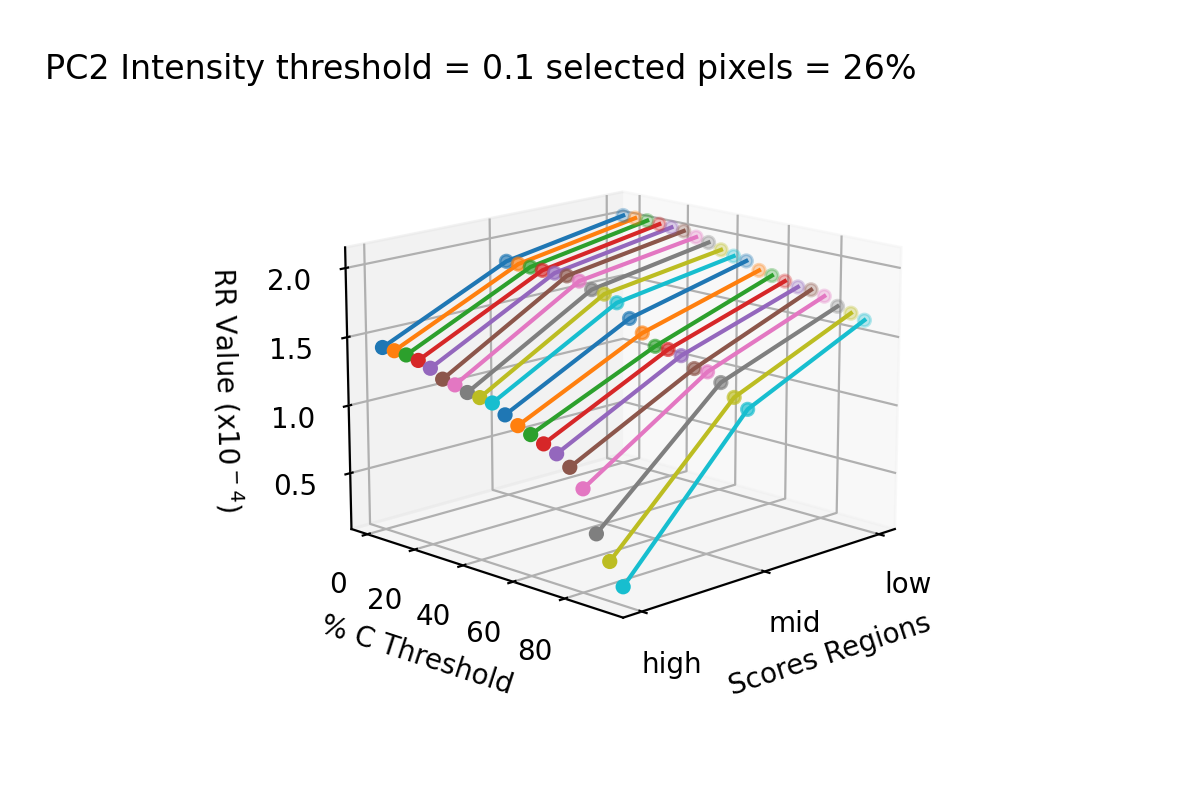 PC2 Intensity threshold = 0.1 selected pixels = 26%
RR Value (x10⁻⁴)
2.0
1.5
1.0
0.5
0
20
40
60
80
% C Threshold
high
mid
low
Scores Regions